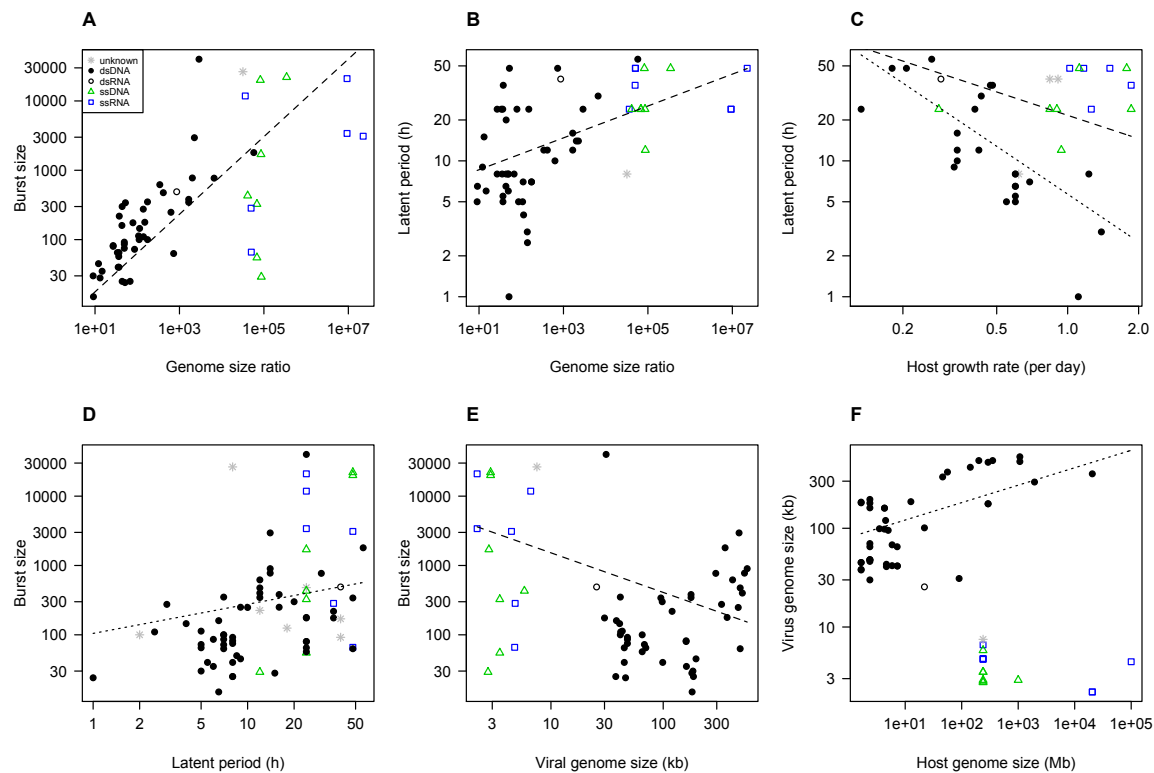 A
30000
10000
3000
1000
300
100
30
Burst size
unknown
dsDNA
dsRNA
ssDNA
ssRNA
1e+01 1e+03 1e+05 1e+07
Genome size ratio
B
50
20
10
5
2
1
Latent period (h)
1e+01 1e+03 1e+05 1e+07
Genome size ratio
C
50
20
10
5
2
1
Latent period (h)
0.2 0.5 1.0 2.0
Host growth rate (per day)
D
30000
10000
3000
1000
300
100
30
Burst size
1 2 5 10 20 50
Latent period (h)
E
30000
10000
3000
1000
300
100
30
Burst size
3 10 30 100 300
Viral genome size (kb)
F
300
100
30
10
3
Virus genome size (kb)
1e+01 1e+02 1e+03 1e+04 1e+05
Host genome size (Mb)